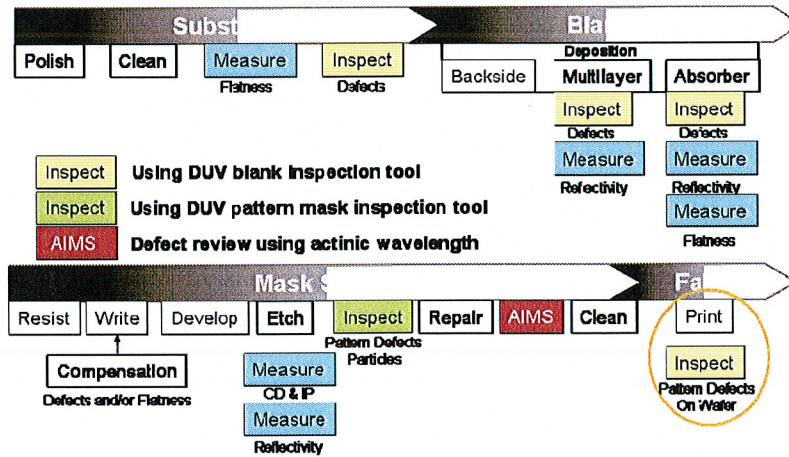 Subst
Bla
Deposition
Polish
Clean
Measure
Inspect
Backside
Multilayer
Absorber
Flatness
Defects
Inspect
Inspect
Defects
Defects
Measure
Measure
Reflectivity
Reflectivity
Measure
Flatness
Inspect Using DUV blank inspection tool
Inspect Using DUV pattern mask inspection tool
AIMS Defect review using actinic wavelength
Mask S
Fa
Resist
Write
Develop
Etch
Inspect
Repair
AIMS
Clean
Print
Pattern Defects
Particles
Compensation
Defects and/or Flatness
Measure
CD & IP
Measure
Reflectivity
Inspect
Pattern Defects
On Wafer